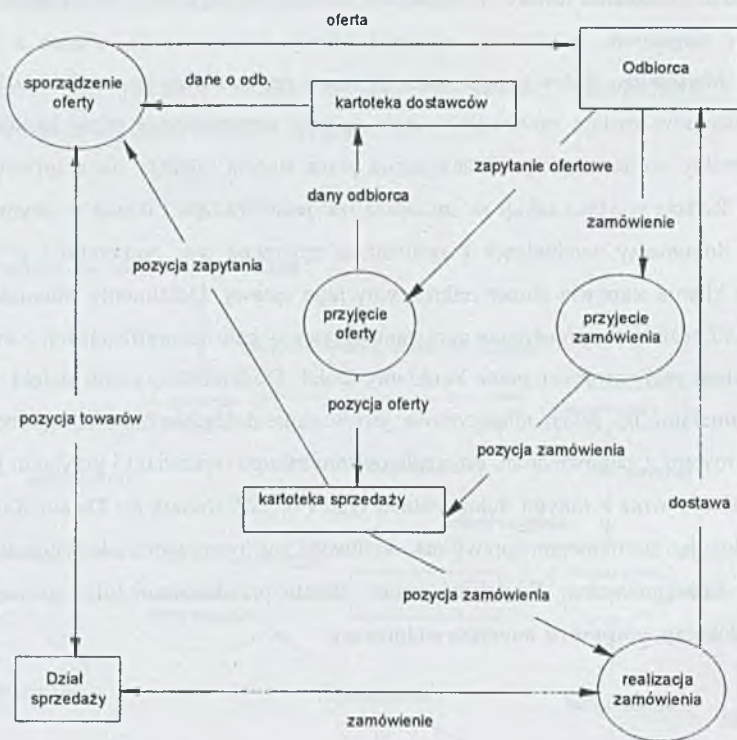 oferta
sporządzenie
oferty
dane o odb.
kartoteka dostawców
Odbiorca
zapytanie ofertowe
dany odbiorca
zamówienie
pozycja zapytania
przyjęcie
oferty
przyjecie
zamówienia
pozycja towarów
pozycja oferty
pozycja zamówienia
kartoteka sprzedaży
dostawa
pozycja zamówienia
Dział
sprzedaży
realizacja
zamówienia
zamówienie